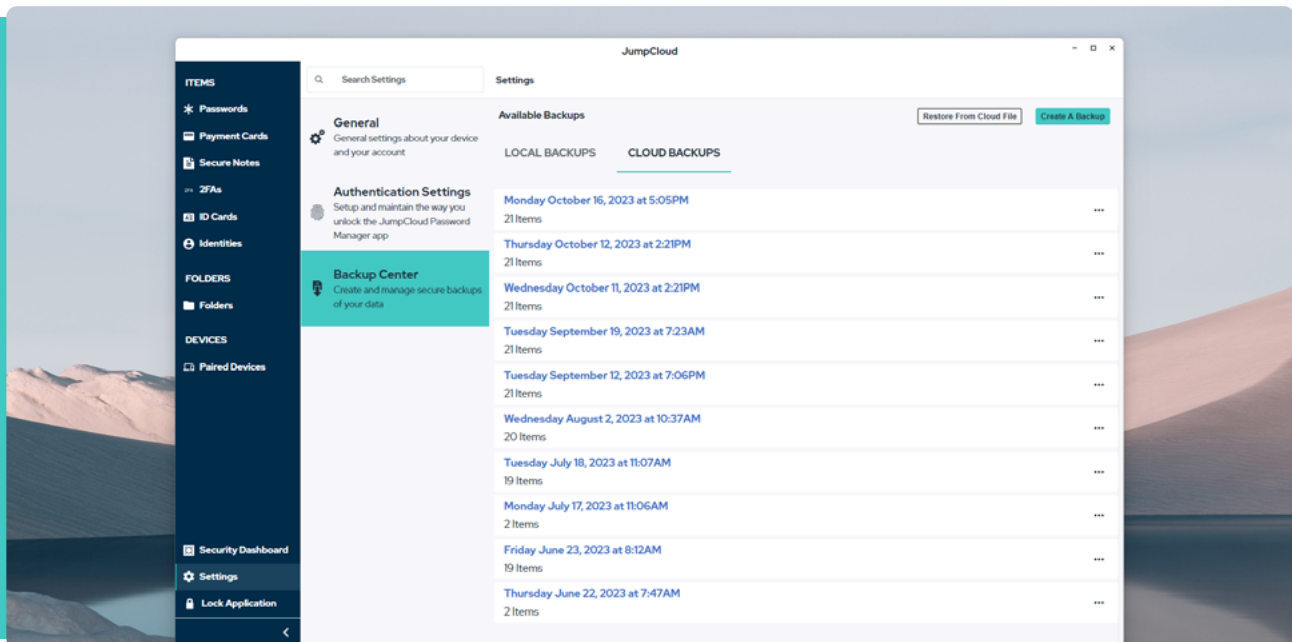 JumpCloud
ITEMS
Passwords
Payment Cards
Secure Notes
2FA 2FAs
ID Cards
Identities
FOLDERS
Folders
DEVICES
Paired Devices
Security Dashboard
Settings
Lock Application
Search Settings
General
General settings about your device
and your account
Authentication Settings
Setup and maintain the way you
unlock the JumpCloud Password
Manager app
Backup Center
Create and manage secure backups
of your data
Settings
Available Backups
Restore From Cloud File
Create A Backup
LOCAL BACKUPS
CLOUD BACKUPS
Monday October 16, 2023 at 5:05PM
21 Items
Thursday October 12, 2023 at 2:21PM
21 Items
Wednesday October 11, 2023 at 2:21PM
21 Items
Tuesday September 19, 2023 at 7:23AM
21 Items
Tuesday September 12, 2023 at 7:06PM
21 Items
Wednesday August 2, 2023 at 10:37AM
20 Items
Tuesday July 18, 2023 at 11:07AM
19 Items
Monday July 17, 2023 at 11:06AM
2 Items
Friday June 23, 2023 at 8:12AM
19 Items
Thursday June 22, 2023 at 7:47AM
2 Items